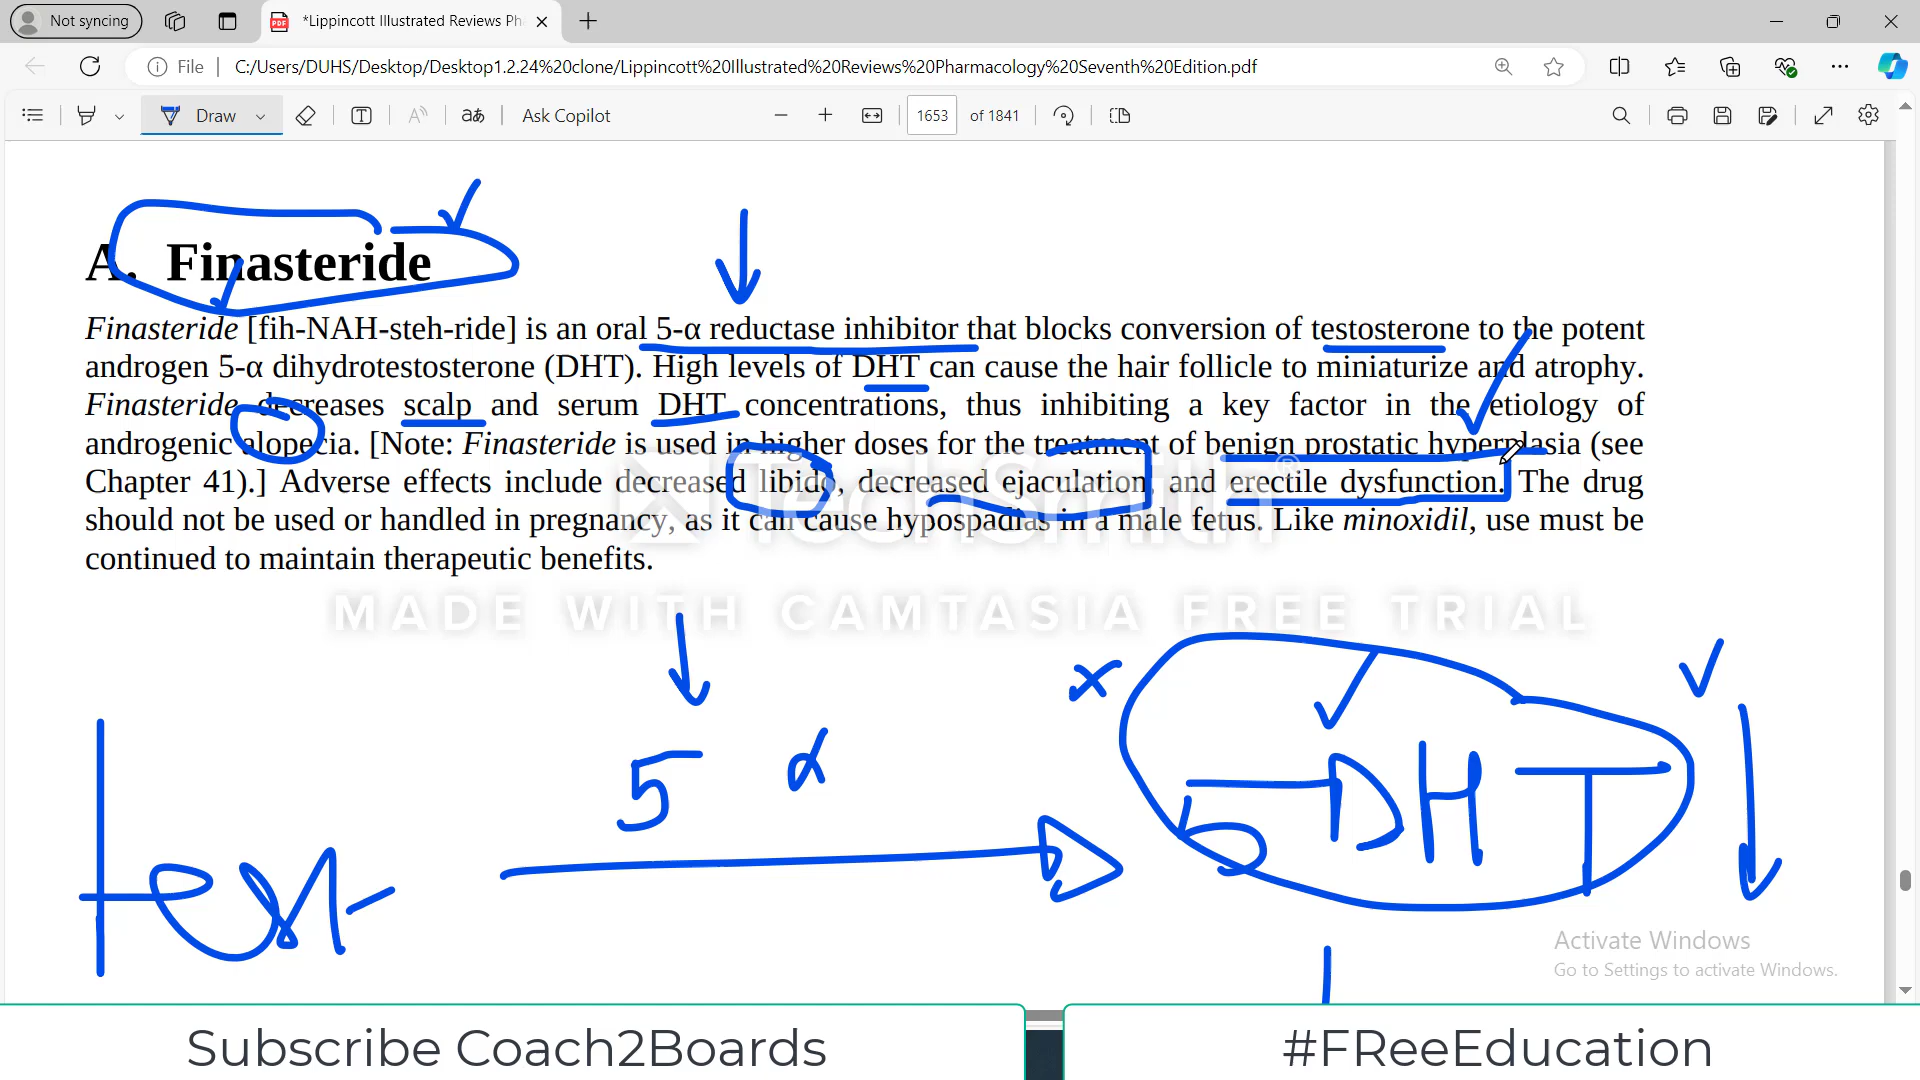 Not syncing
*Lippincott Illustrated Reviews Ph
File
C:/Users/DUHS/Desktop/Desktop1.2.24%20clone/Lippincott%20Illustrated%20Reviews%20Pharmacology%20Seventh%20Edition.pdf
Draw
Ask Copilot
1653 of 1841
A. Finasteride
Finasteride [fih-NAH-steh-ride] is an oral 5-α reductase inhibitor that blocks conversion of testosterone to the potent
androgen 5-α dihydrotestosterone (DHT). High levels of DHT can cause the hair follicle to miniaturize and atrophy.
Finasteride decreases scalp and serum DHT concentrations, thus inhibiting a key factor in the etiology of
androgenic alopecia. [Note: Finasteride is used in higher doses for the treatment of benign prostatic hyperplasia (see
Chapter 41).] Adverse effects include decreased libido, decreased ejaculation, and erectile dysfunction. The drug
should not be used or handled in pregnancy, as it can cause hypospadias in a male fetus. Like minoxidil, use must be
continued to maintain therapeutic benefits.
TechSmith®
MADE WITH CAMTASIA FREE TRIAL
5 α
5 DHT
Activate Windows
Go to Settings to activate Windows.
Subscribe Coach2Boards
#FReeEducation